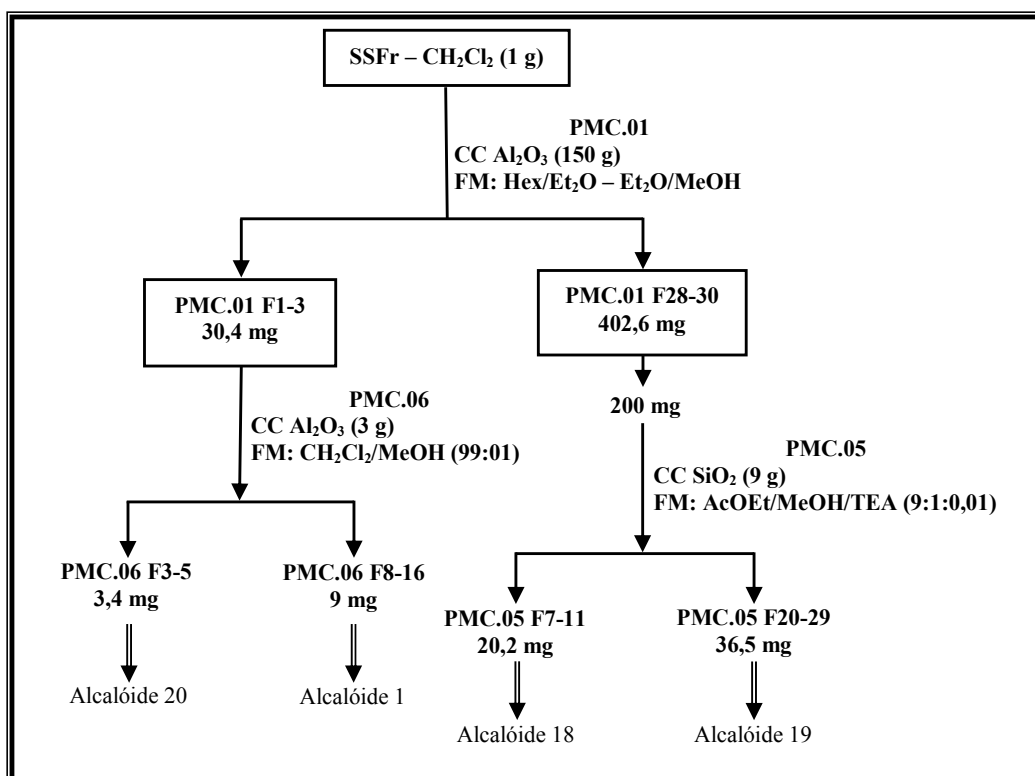 SSFr – CH₂Cl₂ (1 g)
PMC.01
CC Al₂O₃ (150 g)
FM: Hex/Et₂O – Et₂O/MeOH
PMC.01 F1-3
30,4 mg
PMC.01 F28-30
402,6 mg
PMC.06
CC Al₂O₃ (3 g)
FM: CH₂Cl₂/MeOH (99:01)
200 mg
PMC.05
CC SiO₂ (9 g)
FM: AcOEt/MeOH/TEA (9:1:0,01)
PMC.06 F3-5
3,4 mg
PMC.06 F8-16
9 mg
PMC.05 F7-11
20,2 mg
PMC.05 F20-29
36,5 mg
Alcalóide 20
Alcalóide 1
Alcalóide 18
Alcalóide 19